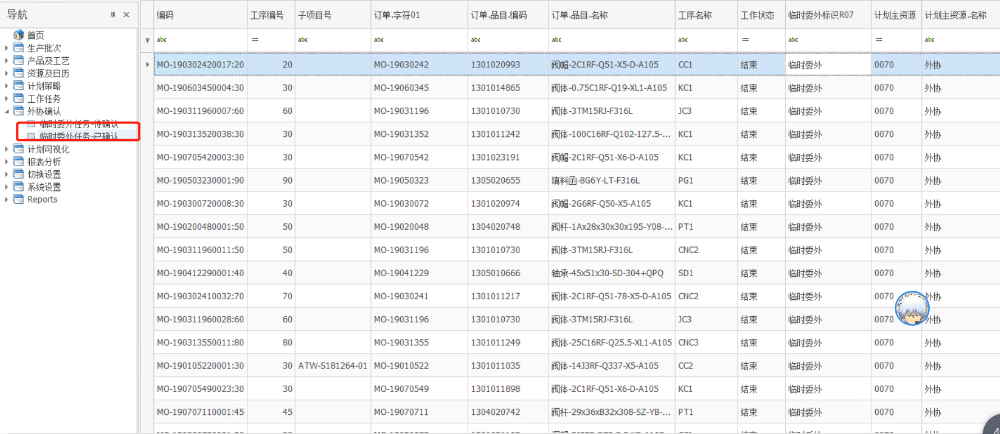 导航
首页
生产批次
产品及工艺
资源及日历
计划策略
工作任务
外协确认
临时委外任务-待确认
临时委外任务-已确认
计划可视化
报表分析
切换设置
系统设置
Reports
编码 工序编号 子项目号 订单.字符01 订单.品目.编码 订单.品目.名称 工序名称 工作状态 临时委外标识R07 计划主资源 计划主资源.名称
abc = abc abc abc abc abc = abc = abc
MO-190302420017:20 20 MO-19030242 1301020993 阀帽-2C1RF-Q51-X5-D-A105 CC1 结束 临时委外 0070 外协
MO-190603450004:30 30 MO-19060345 1301014865 阀体-0.75C1RF-Q19-XL1-A105 KC1 结束 临时委外 0070 外协
MO-190311960007:60 60 MO-19031196 1301010730 阀体-3TM15RJ-F316L JC3 结束 临时委外 0070 外协
MO-190313520038:30 30 MO-19031352 1301011242 阀体-100C16RF-Q102-127.5-... KC1 结束 临时委外 0070 外协
MO-190705420003:30 30 MO-19070542 1301023191 阀帽-2C1RF-Q51-X6-D-A105 KC1 结束 临时委外 0070 外协
MO-190503230001:90 90 MO-19050323 1305020655 填料函-8G6Y-LT-F316L PG1 结束 临时委外 0070 外协
MO-190300720008:30 30 MO-19030072 1301020974 阀帽-2G6RF-Q50-X5-A105 KC1 结束 临时委外 0070 外协
MO-190200480001:50 50 MO-19020048 1304020748 阀杆-1Ax28x30x30x195-Y08-... PT1 结束 临时委外 0070 外协
MO-190311960011:50 50 MO-19031196 1301010730 阀体-3TM15RJ-F316L CNC2 结束 临时委外 0070 外协
MO-190412290001:40 40 MO-19041229 1305010666 轴承-45x51x30-SD-304+QPQ SD1 结束 临时委外 0070 外协
MO-190302410032:70 70 MO-19030241 1301011217 阀体-2C1RF-Q51-78-X5-D-A105 CNC2 结束 临时委外 0070 外协
MO-190311960028:60 60 MO-19031196 1301010730 阀体-3TM15RJ-F316L JC3 结束 临时委外 0070 外协
MO-190313550011:80 80 MO-19031355 1301011249 阀体-25C16RF-Q25.5-XL1-A105 CNC3 结束 临时委外 0070 外协
MO-190105220001:30 30 ATW-S181264-01 MO-19010522 1301011035 阀体-14J3RF-Q337-X5-A105 CC2 结束 临时委外 0070 外协
MO-190705490023:30 30 MO-19070549 1301011898 阀体-2C1RF-Q51-X6-D-A105 KC1 结束 临时委外 0070 外协
MO-190707110001:45 45 MO-19070711 1304020742 阀杆-29x36xB32x308-SZ-YB-... PT1 结束 临时委外 0070 外协